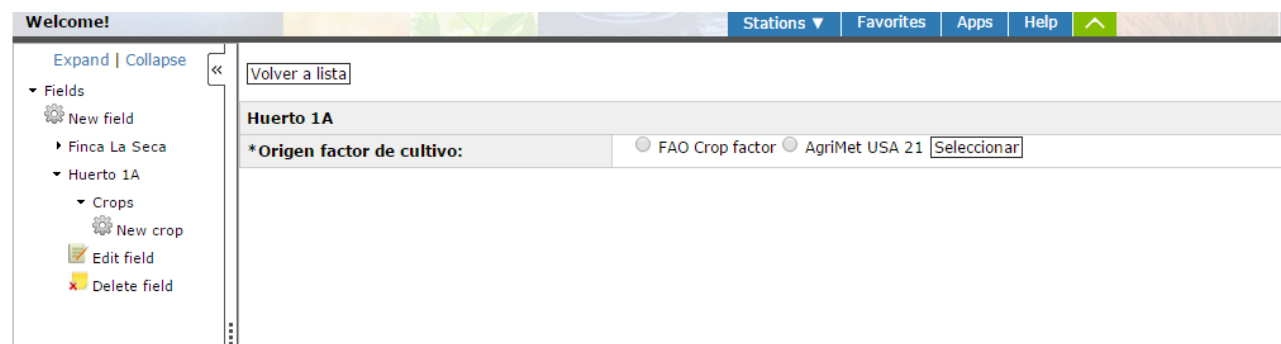 Welcome!
Stations ▼ Favorites Apps Help
Expand | Collapse
«
Fields
New field
Finca La Seca
Huerto 1A
Crops
New crop
Edit field
Delete field
Volver a lista
Huerto 1A
*Origen factor de cultivo: FAO Crop factor AgriMet USA 21 Seleccionar